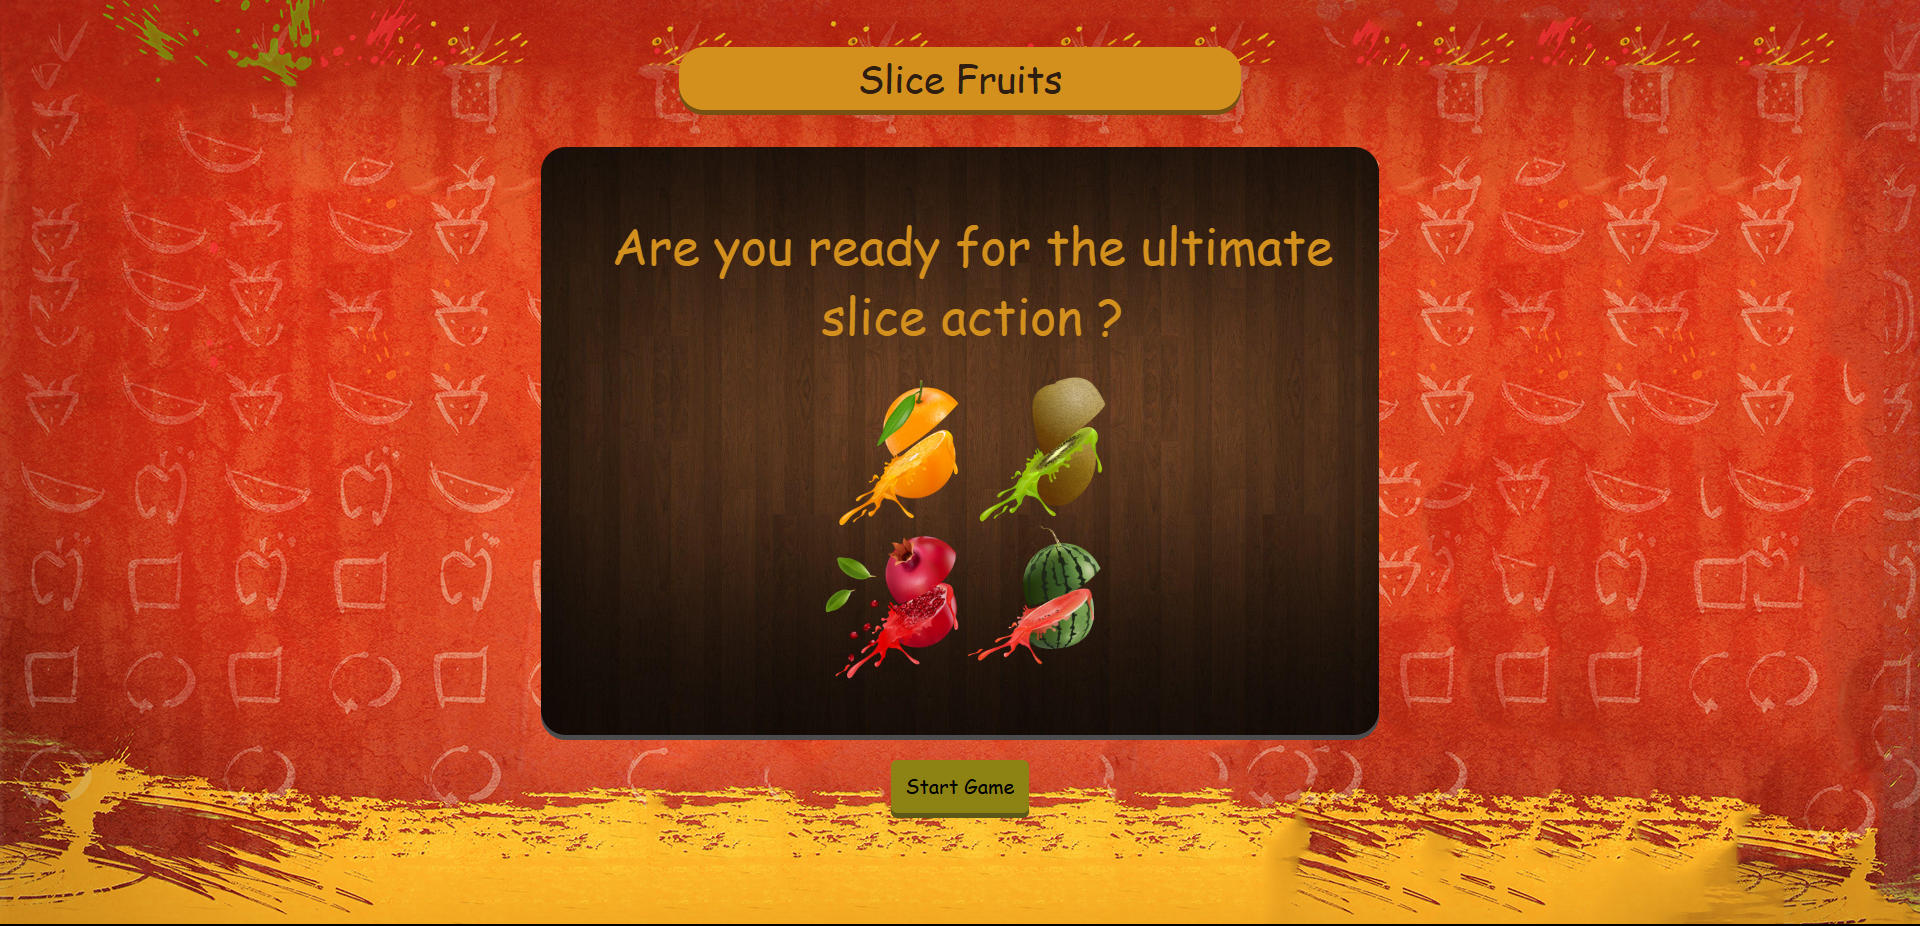 Slice Fruits
Are you ready for the ultimate
slice action ?
Start Game